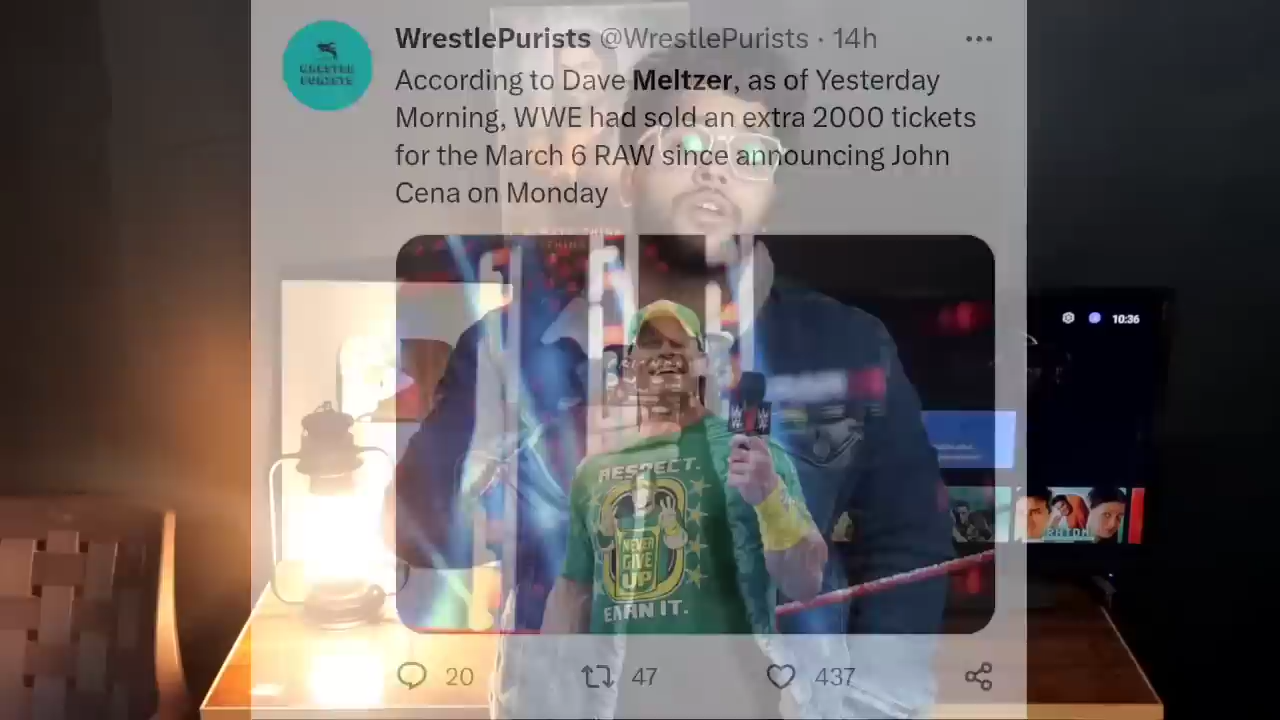 WrestlePurists @WrestlePurists · 14h
According to Dave Meltzer, as of Yesterday
Morning, WWE had sold an extra 2000 tickets
for the March 6 RAW since announcing John
Cena on Monday
WRESTLE
PURISTS
10:36
RESPECT.
NEVER
GIVE
UP
EARN IT.
20 47 437